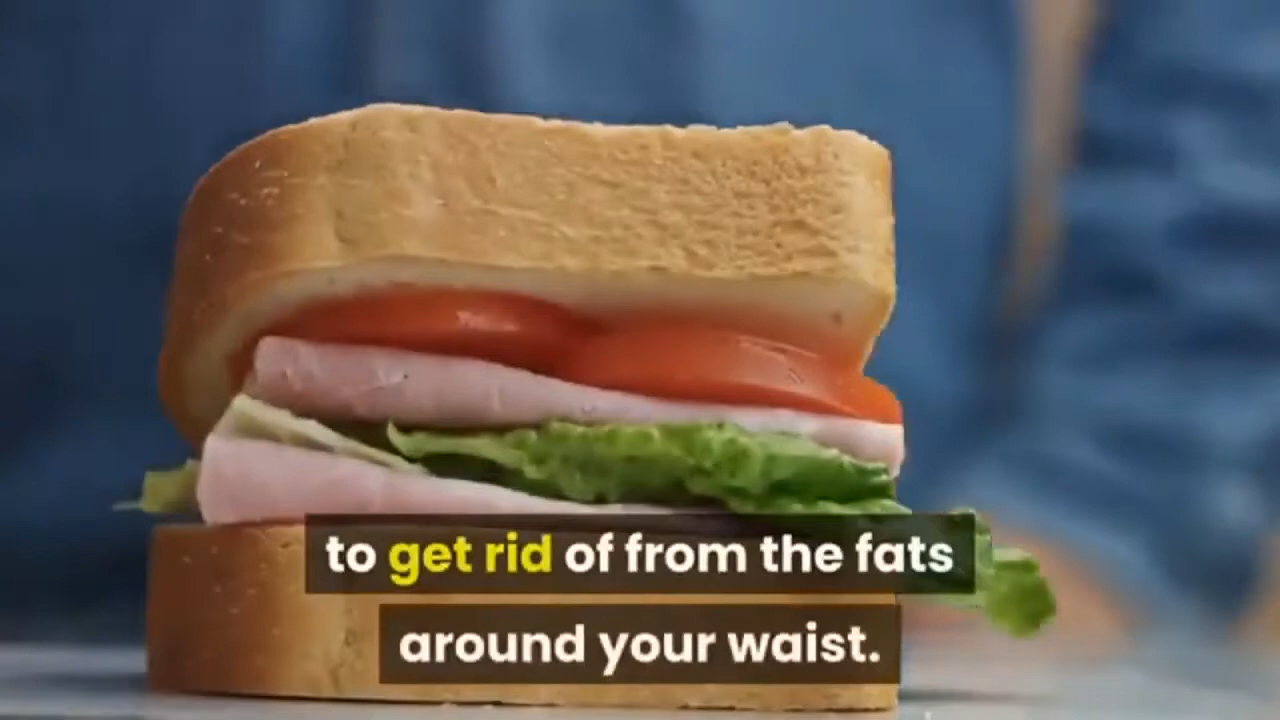 to get rid of from the fats
around your waist.